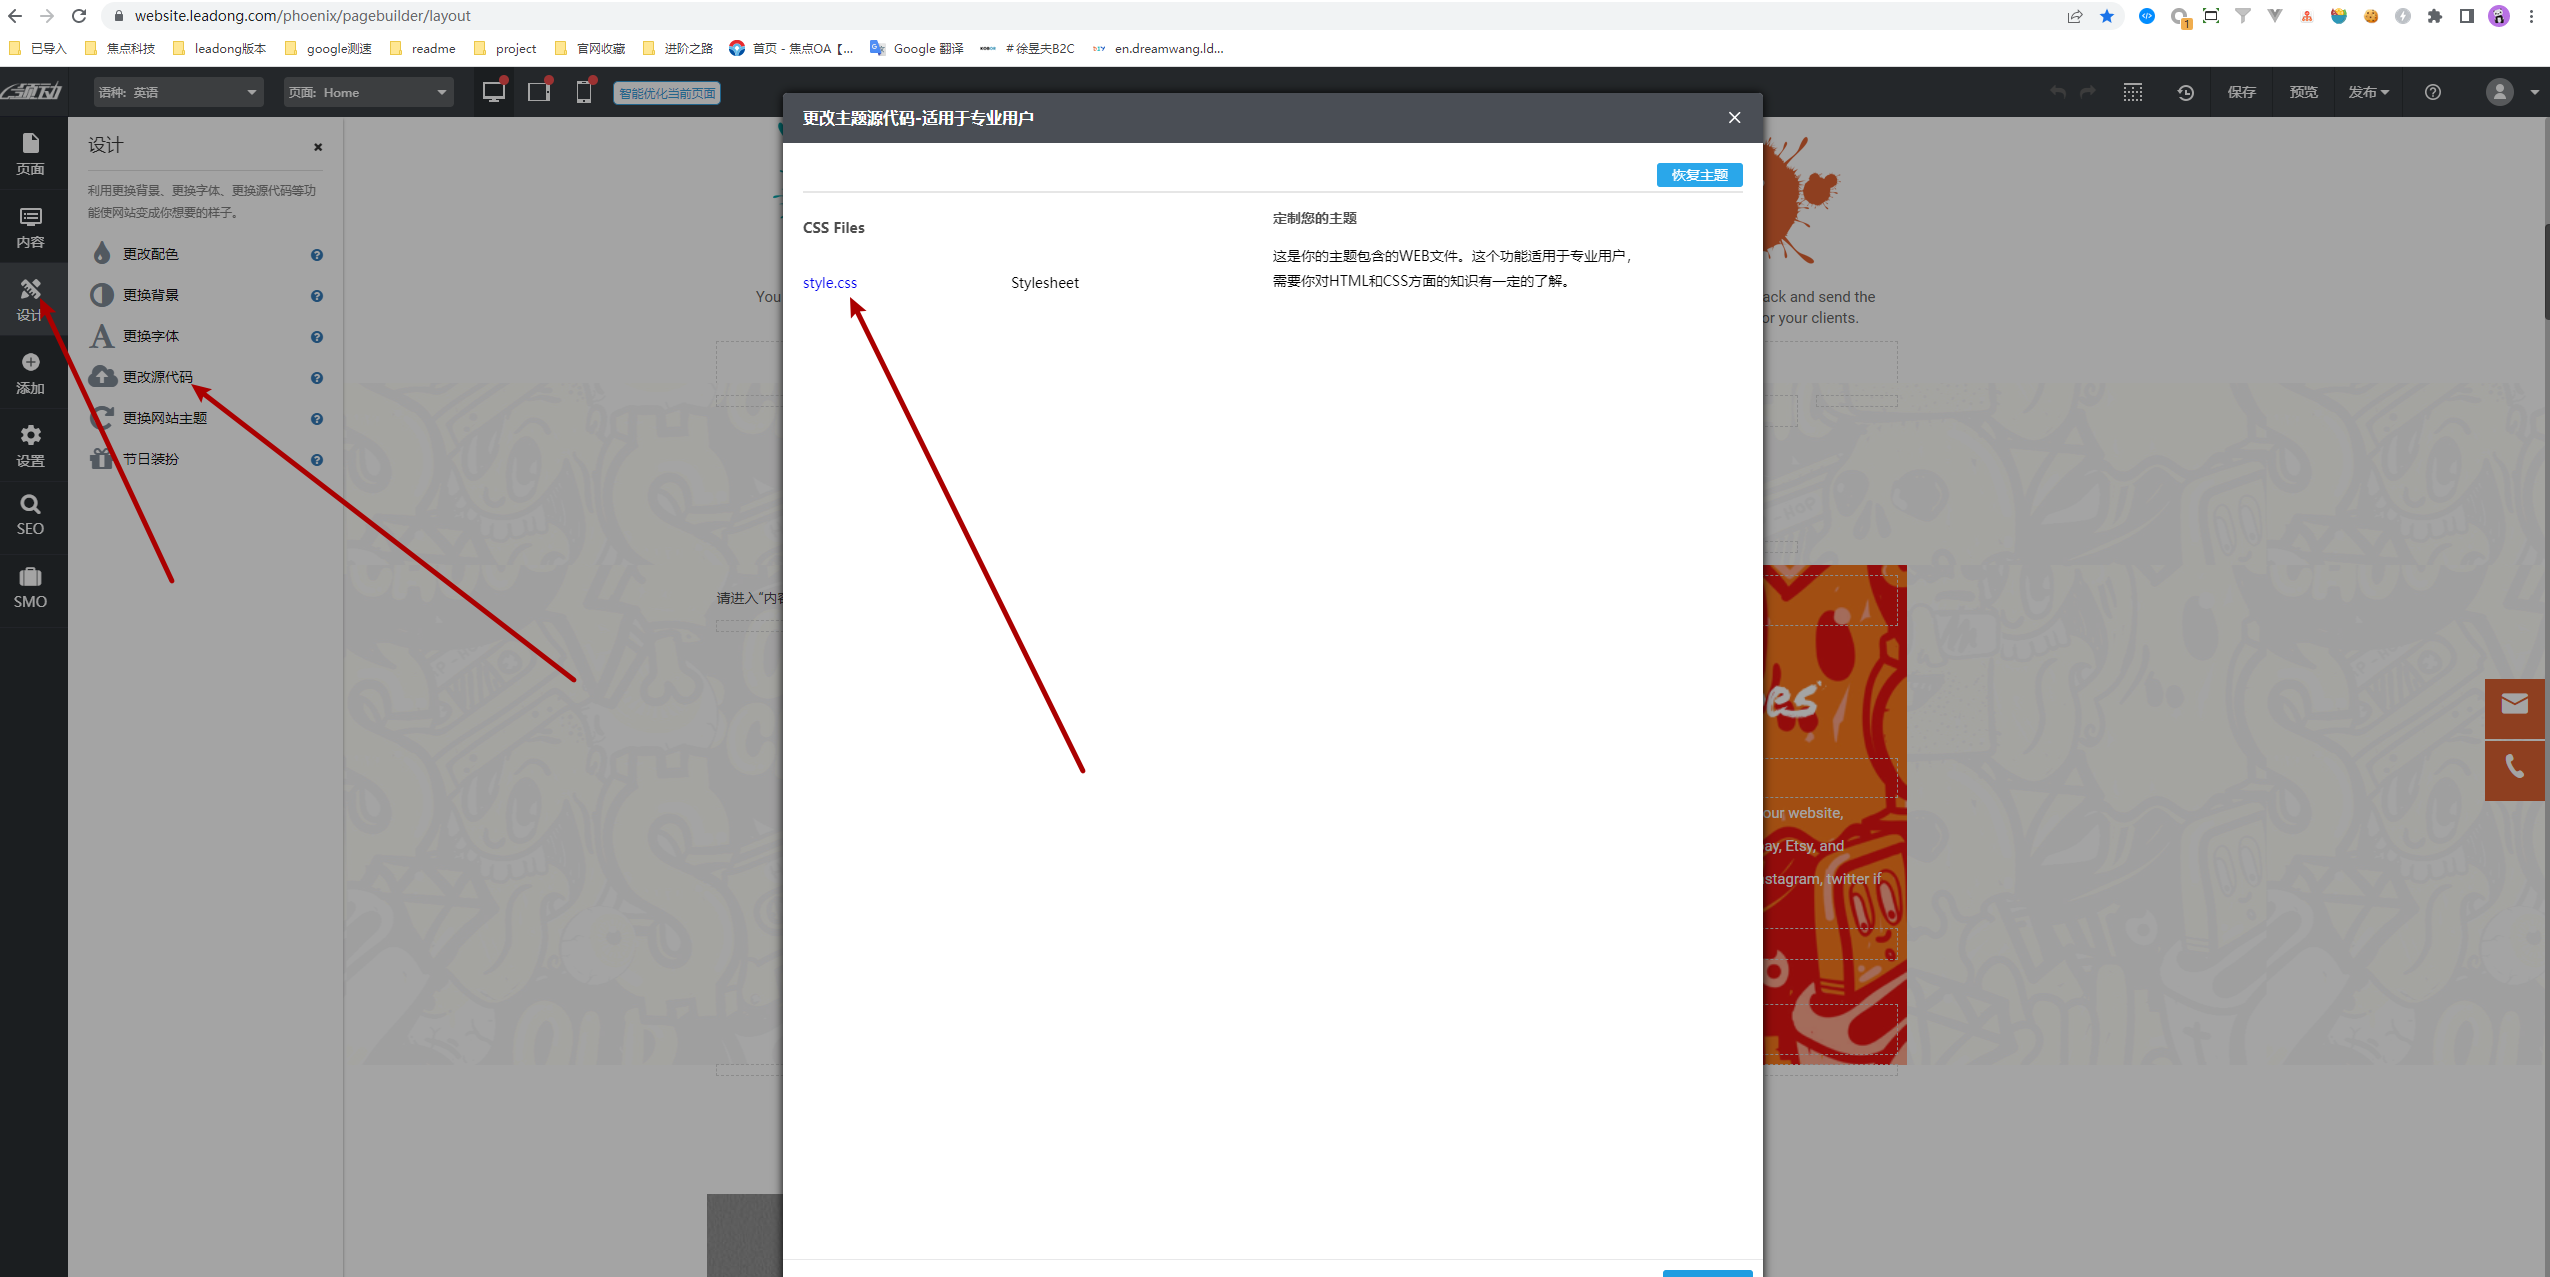 website.leadong.com/phoenix/pagebuilder/layout
已导入 焦点科技 leadong版本 google测速 readme project 官网收藏 进阶之路 首页 - 焦点OA【... Google 翻译 #徐昱夫B2C en.dreamwang.ld...
领动 语种: 英语 页面: Home 智能优化当前页面 保存 预览 发布
更改主题源代码-适用于专业用户
恢复主题
CSS Files
style.css Stylesheet
定制您的主题
这是你的主题包含的WEB文件。这个功能适用于专业用户，
需要你对HTML和CSS方面的知识有一定的了解。
页面
内容
设计
添加
设置
SEO
SMO
设计
利用更换背景、更换字体、更换源代码等功
能使网站变成你想要的样子。
更改配色
更换背景
更换字体
更改源代码
更换网站主题
节日装扮
You
ack and send the
or your clients.
请进入“内容
es
our website,
ay, Etsy, and
nstagram, twitter if
1